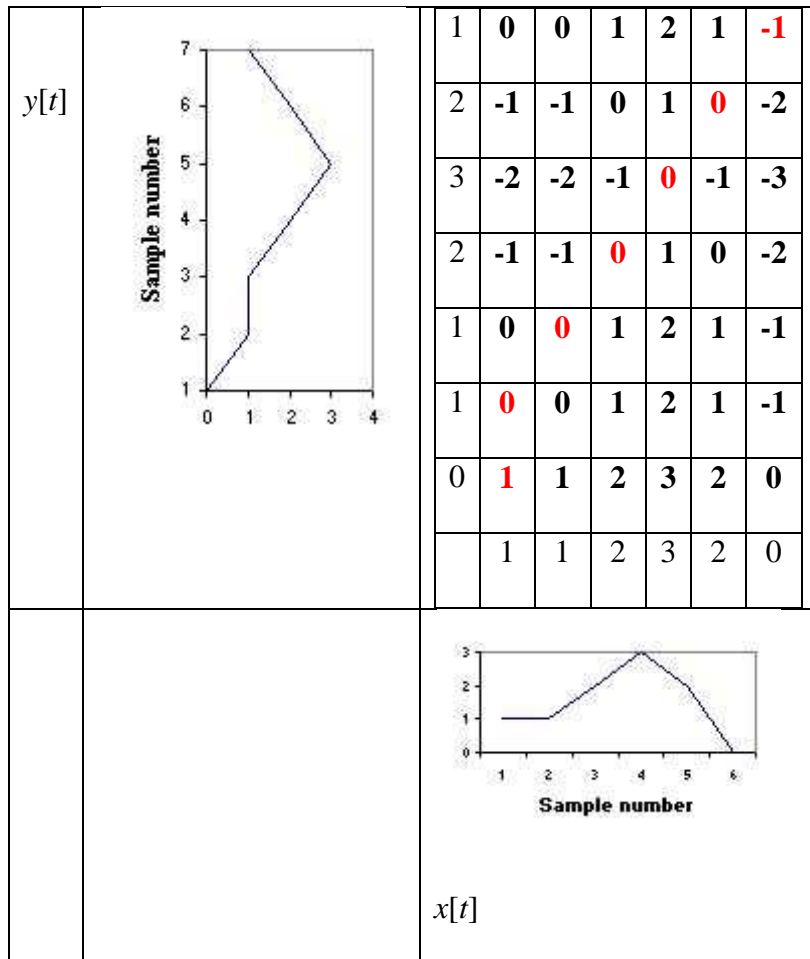 y[t]
Sample number
7
6
5
4
3
2
1
0 1 2 3 4
1 0 0 1 2 1 -1
2 -1 -1 0 1 0 -2
3 -2 -2 -1 0 -1 -3
2 -1 -1 0 1 0 -2
1 0 0 1 2 1 -1
1 0 0 1 2 1 -1
0 1 1 2 3 2 0
1 1 2 3 2 0
3
2
1
0
1 2 3 4 5 6
Sample number
x[t]